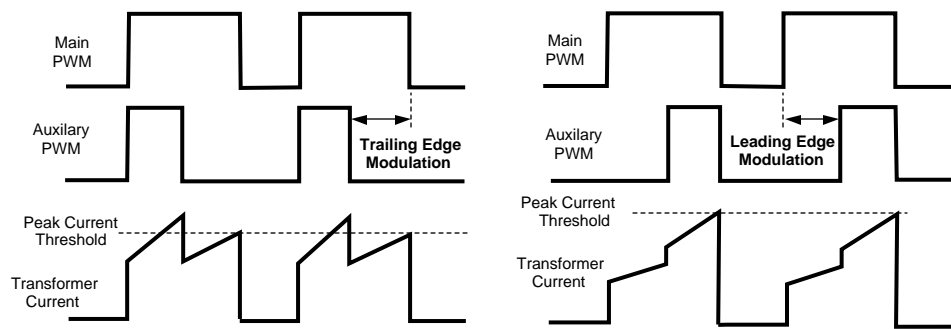 Main
PWM
Auxilary
PWM
Trailing Edge
Modulation
Peak Current
Threshold
Transformer
Current
Main
PWM
Auxilary
PWM
Leading Edge
Modulation
Peak Current
Threshold
Transformer
Current